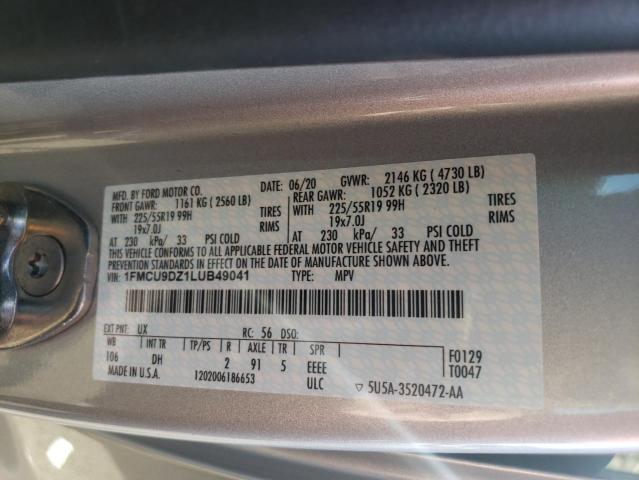 MFD. BY FORD MOTOR CO.
DATE: 06/20 GVWR: 2146 KG ( 4730 LB)
FRONT GAWR: 1161 KG ( 2560 LB)
REAR GAWR: 1052 KG ( 2320 LB)
WITH 225/55R19 99H TIRES
WITH 225/55R19 99H TIRES
19x7.0J RIMS
19x7.0J RIMS
AT 230 kPa/ 33 PSI COLD
AT 230 kPa/ 33 PSI COLD
THIS VEHICLE CONFORMS TO ALL APPLICABLE FEDERAL MOTOR VEHICLE SAFETY AND THEFT
PREVENTION STANDARDS IN EFFECT ON THE DATE OF MANUFACTURE SHOWN ABOVE.
VIN: 1FMCU9DZ1LUB49041 TYPE: MPV
EXT PNT: UX RC: 56 DSO:
WB INT TR TP/PS R AXLE TR SPR
106 DH 2 91 5 EEEE
F0129
T0047
MADE IN U.S.A. 1202006186653 ULC ▽ 5U5A-3520472-AA